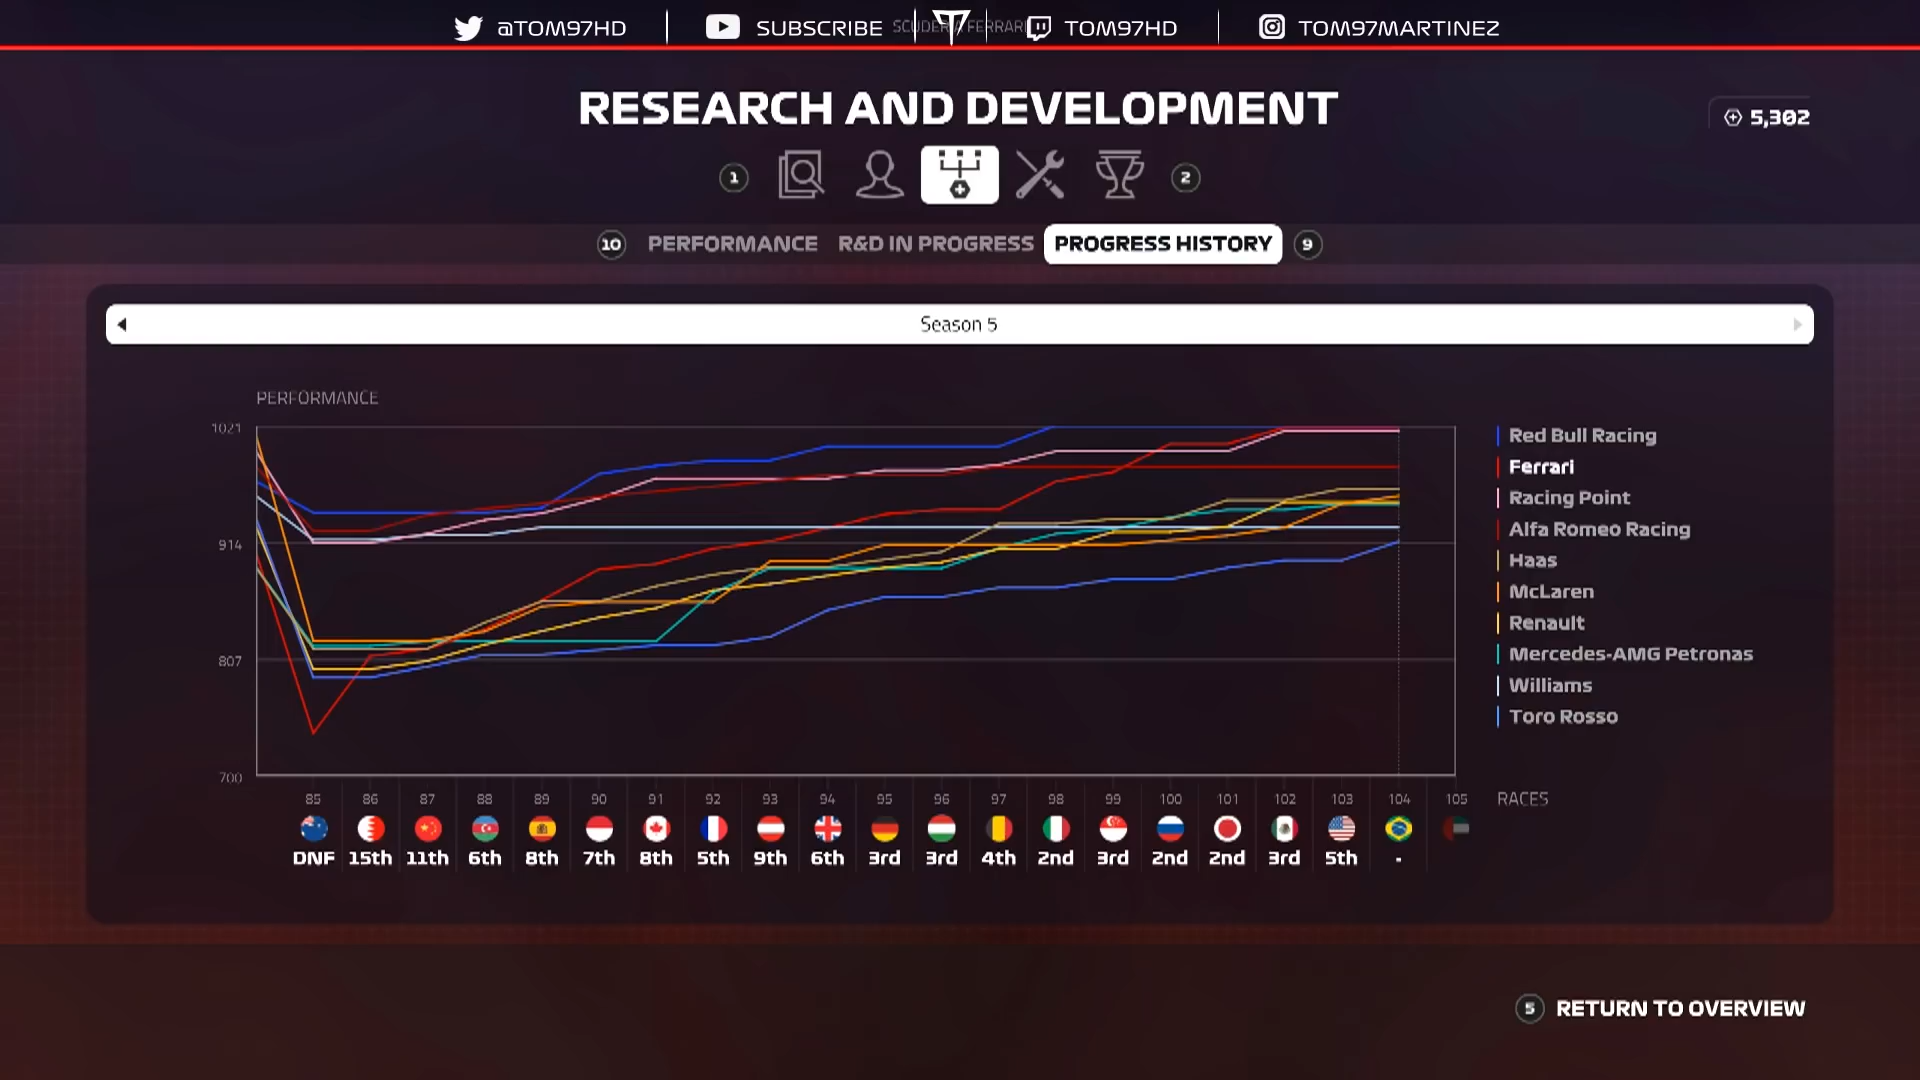 @TOM97HD SUBSCRIBE SCUDERIA FERRARI TOM97HD TOM97MARTINEZ
RESEARCH AND DEVELOPMENT
5,302
1 2
10 PERFORMANCE R&D IN PROGRESS PROGRESS HISTORY 9
Season 5
PERFORMANCE
1021
914
807
700
Red Bull Racing
Ferrari
Racing Point
Alfa Romeo Racing
Haas
McLaren
Renault
Mercedes-AMG Petronas
Williams
Toro Rosso
85 86 87 88 89 90 91 92 93 94 95 96 97 98 99 100 101 102 103 104 105 RACES
DNF 15th 11th 6th 8th 7th 8th 5th 9th 6th 3rd 3rd 4th 2nd 3rd 2nd 2nd 3rd 5th -
5 RETURN TO OVERVIEW